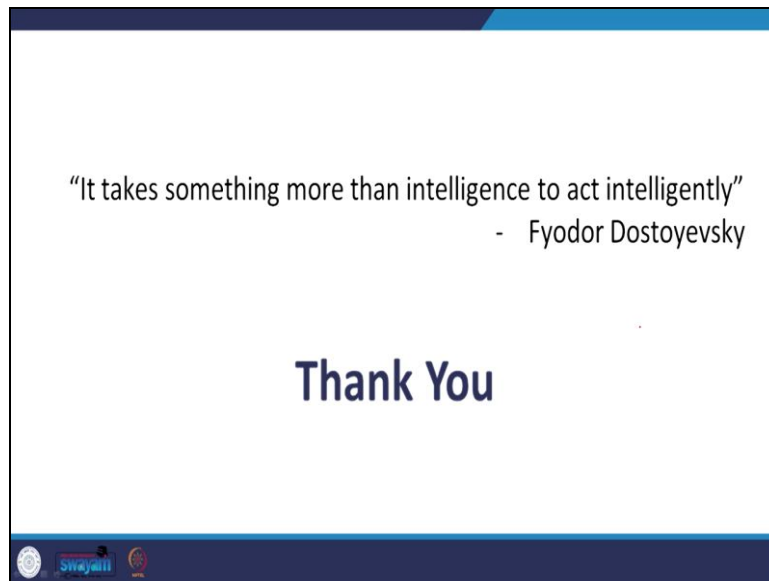 “It takes something more than intelligence to act intelligently”
- Fyodor Dostoyevsky
Thank You
swayam